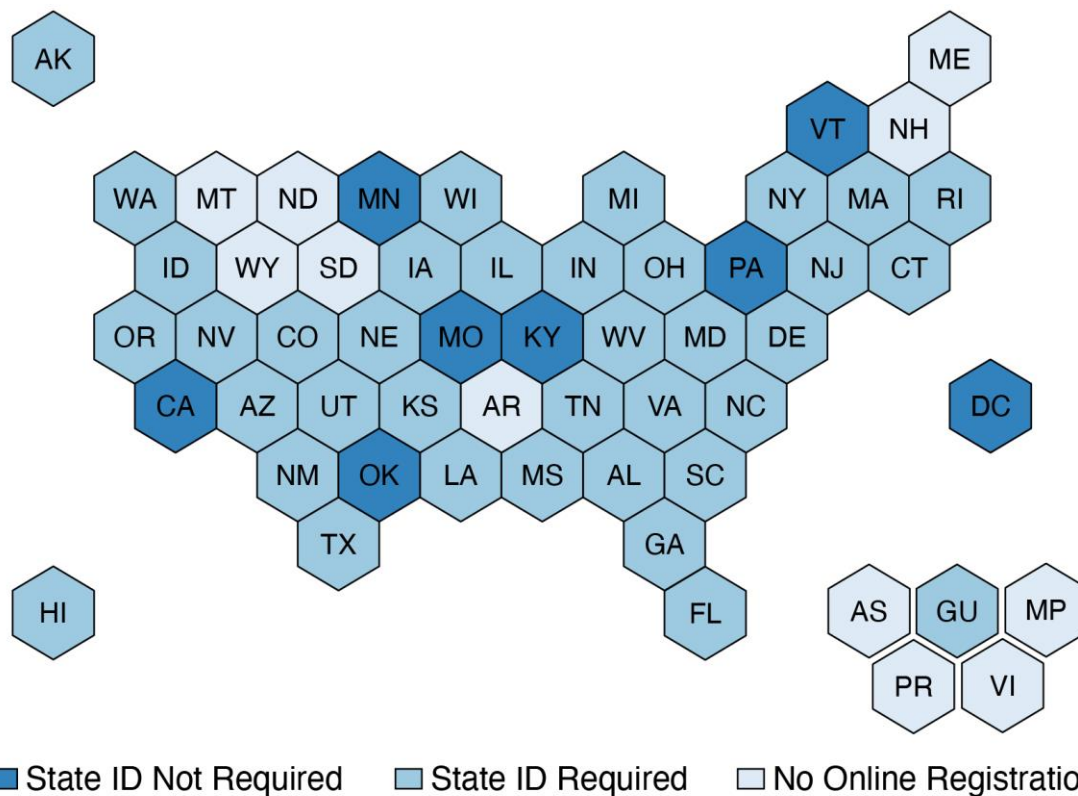 AK
ME
VT NH
WA MT ND MN WI MI NY MA RI
ID WY SD IA IL IN OH PA NJ CT
OR NV CO NE MO KY WV MD DE
CA AZ UT KS AR TN VA NC DC
NM OK LA MS AL SC
TX GA
HI FL AS GU MP
PR VI
State ID Not Required State ID Required No Online Registratio